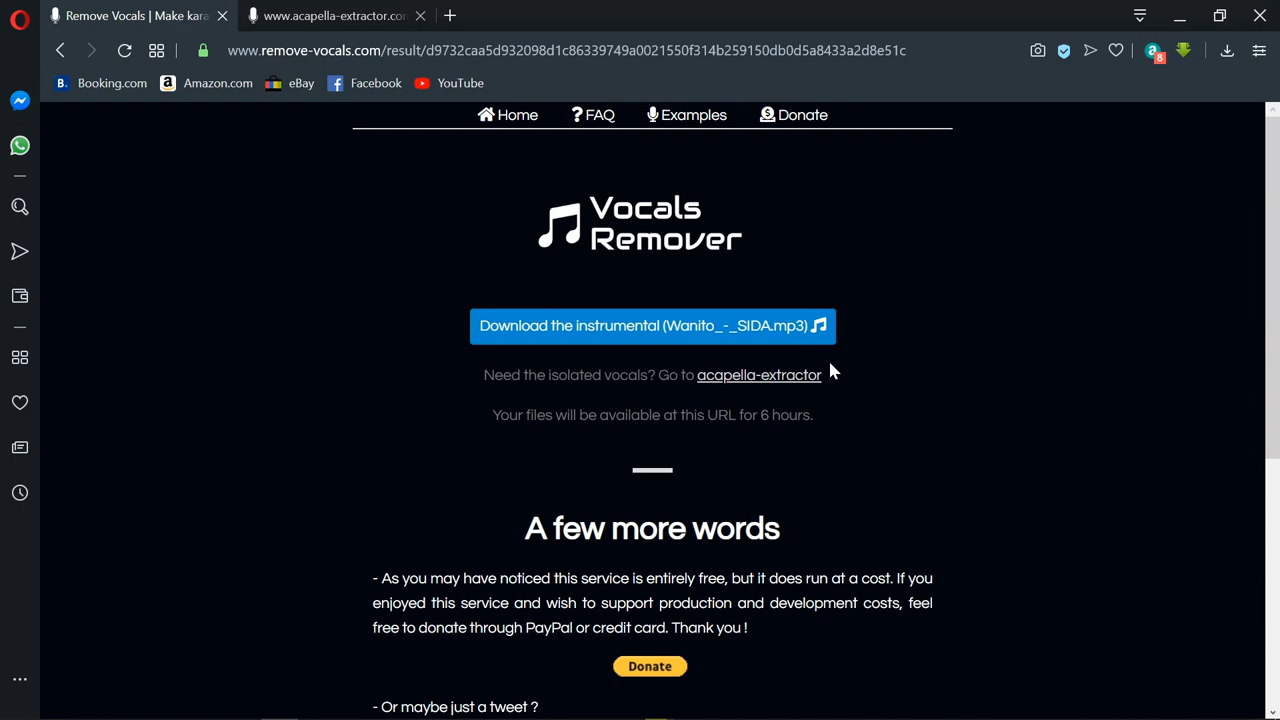 Remove Vocals | Make kara
www.acapella-extractor.com
www.remove-vocals.com/result/d9732caa5d932098d1c86339749a0021550f314b259150db0d5a8433a2d8e51c
8
B. Booking.com
Amazon.com
eBay
Facebook
YouTube
Home
FAQ
Examples
Donate
Vocals
Remover
Download the instrumental (Wanito_-_SIDA.mp3)
Need the isolated vocals? Go to acapella-extractor
Your files will be available at this URL for 6 hours.
A few more words
- As you may have noticed this service is entirely free, but it does run at a cost. If you
enjoyed this service and wish to support production and development costs, feel
free to donate through PayPal or credit card. Thank you !
Donate
- Or maybe just a tweet ?